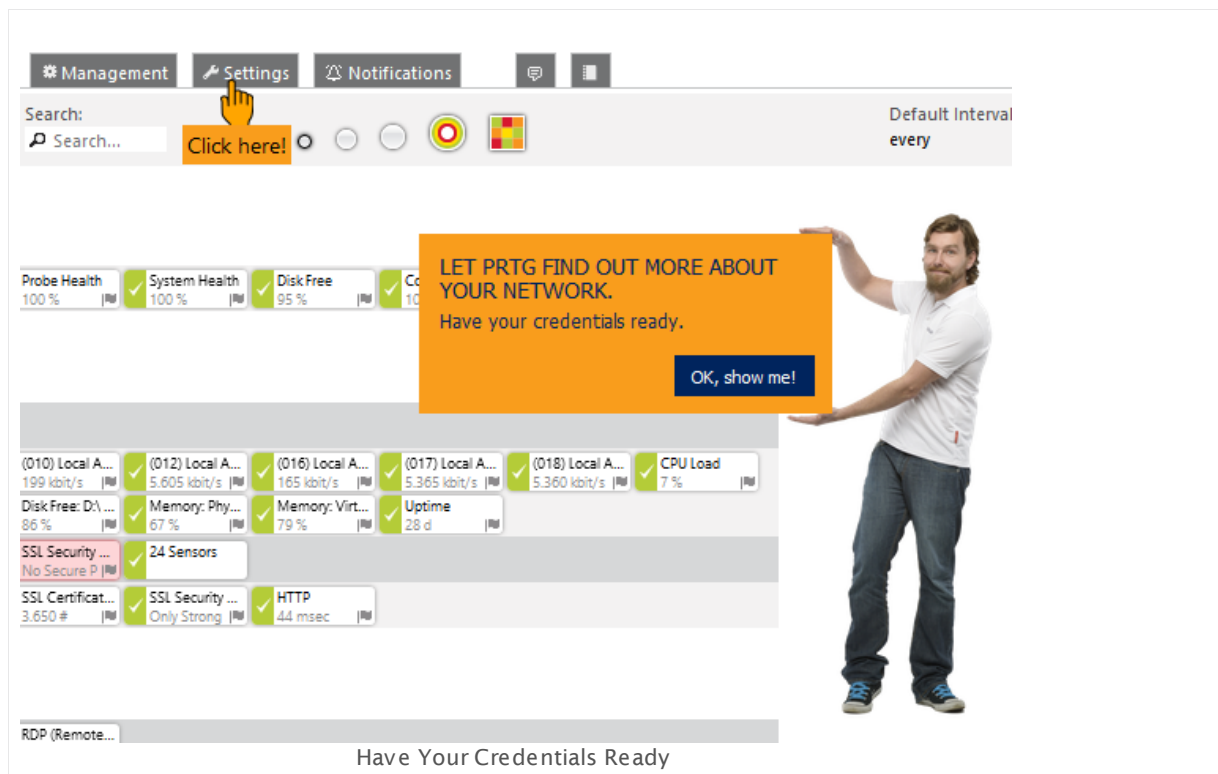 Management Settings Notifications
Search:
Search...
Click here!
Default Interval
every
LET PRTG FIND OUT MORE ABOUT
YOUR NETWORK.
Have your credentials ready.
OK, show me!
Probe Health System Health Disk Free Co
100 % 100 % 95 % 10
(010) Local A... (012) Local A... (016) Local A... (017) Local A... (018) Local A... CPU Load
199 kbit/s 5.605 kbit/s 165 kbit/s 5.365 kbit/s 5.360 kbit/s 7 %
Disk Free: D:\ ... Memory: Phy... Memory: Virt... Uptime
86 % 67 % 79 % 28 d
SSL Security ... 24 Sensors
No Secure P
SSL Certificat... SSL Security ... HTTP
3.650 # Only Strong 44 msec
RDP (Remote...
Have Your Credentials Ready